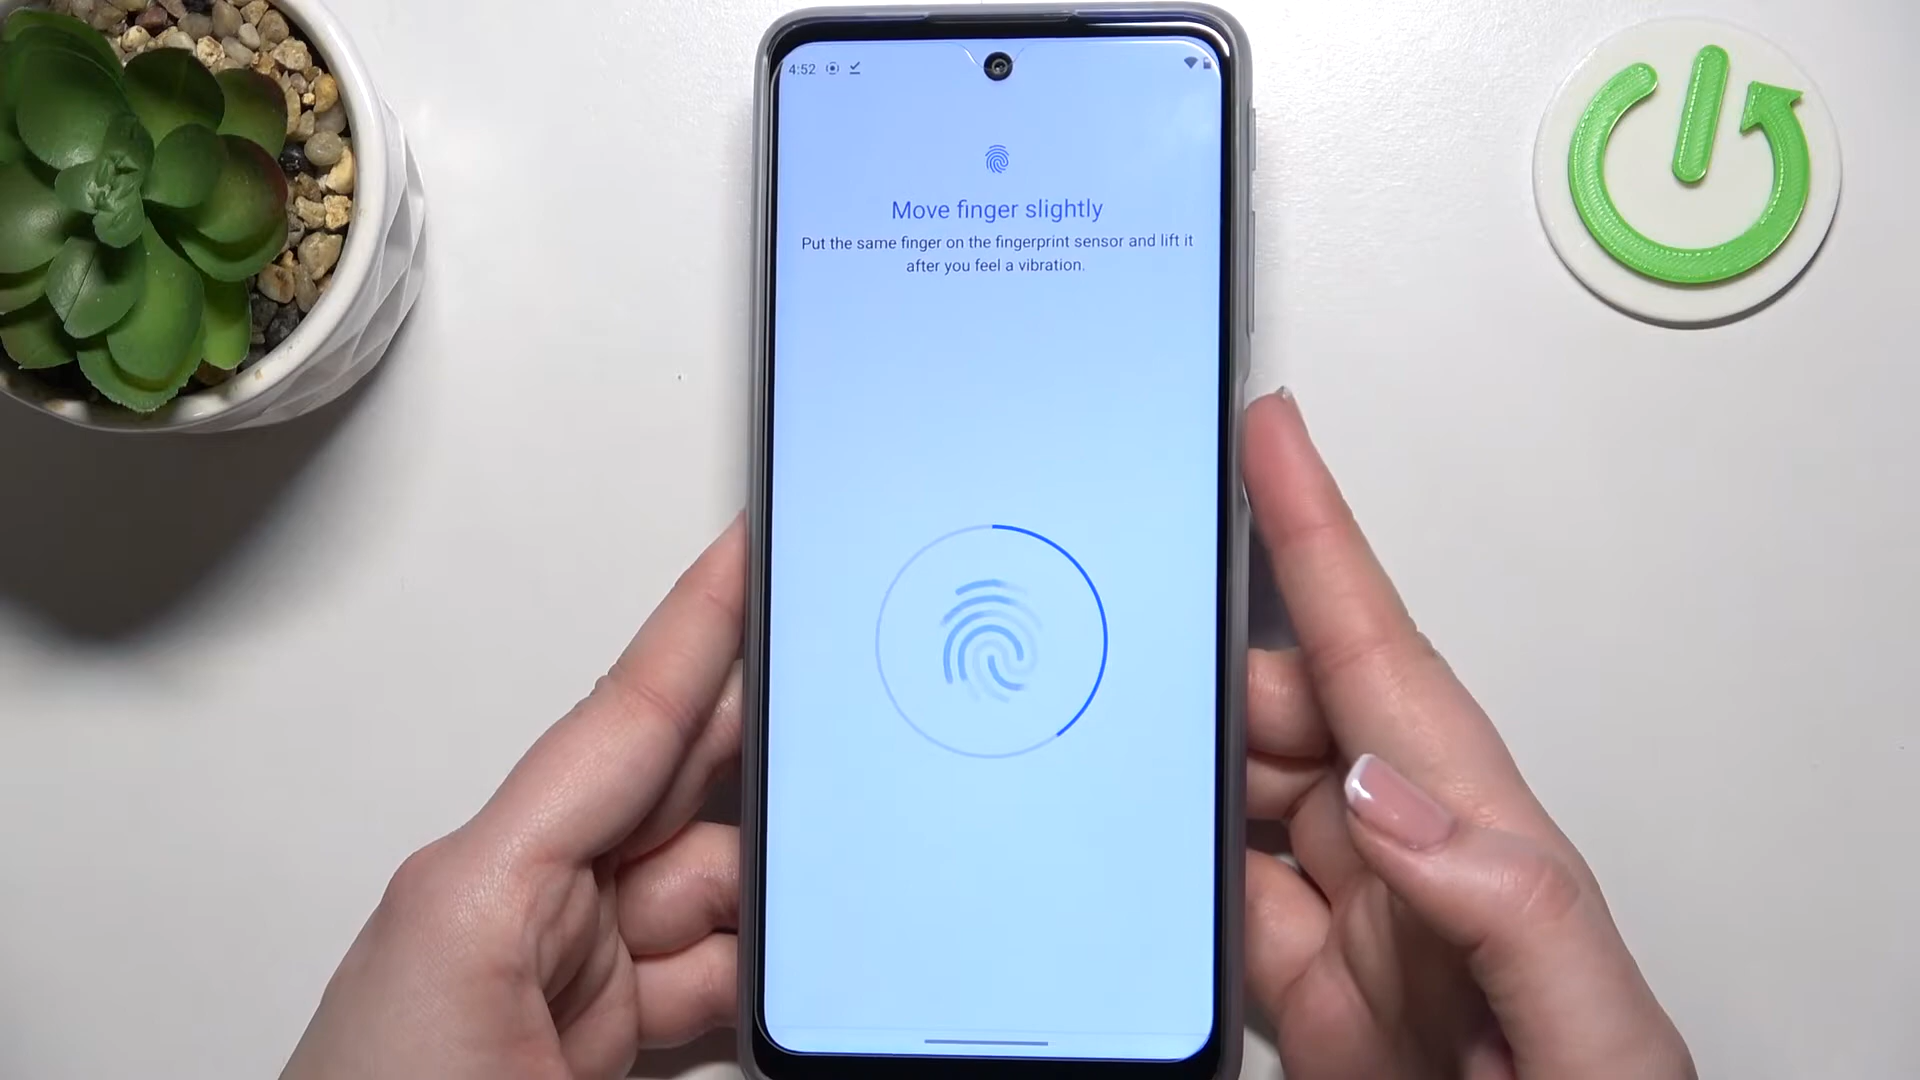 4:52
Move finger slightly
Put the same finger on the fingerprint sensor and lift it
after you feel a vibration.